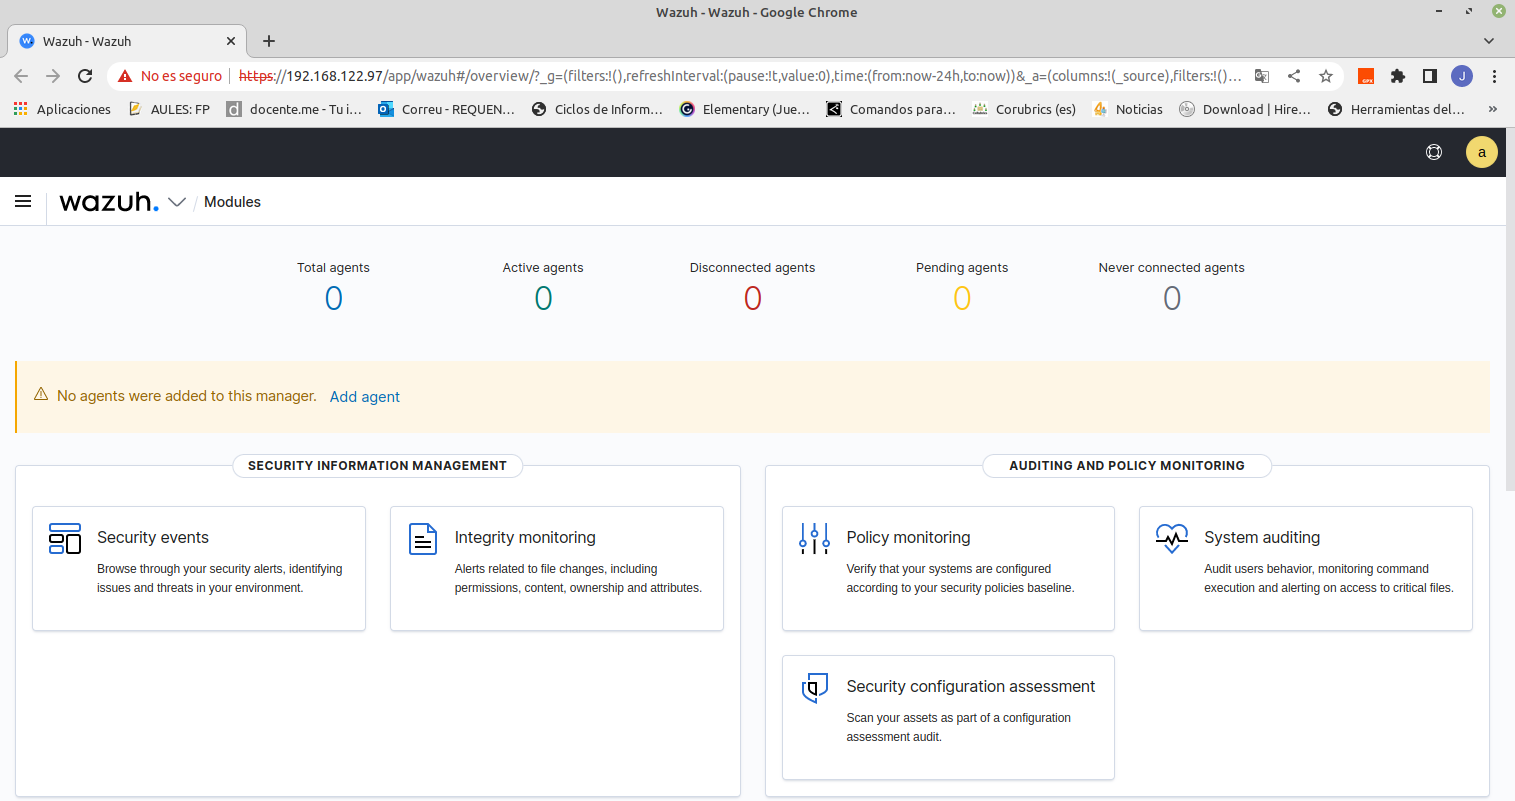 Wazuh - Wazuh - Google Chrome
Wazuh - Wazuh
No es seguro https://192.168.122.97/app/wazuh#/overview/?_g=(filters:!(),refreshInterval:(pause:!t,value:0),time:(from:now-24h,to:now))&_a=(columns:!(_source),filters:!()… GPX J
Aplicaciones AULES: FP d docente.me - Tu i… Correu - REQUEN… Ciclos de Inform… Elementary (Jue… Comandos para… Corubrics (es) Noticias Download | Hire… Herramientas del… »
a
wazuh. / Modules
Total agents Active agents Disconnected agents Pending agents Never connected agents
0 0 0 0 0
No agents were added to this manager. Add agent
SECURITY INFORMATION MANAGEMENT
Security events
Browse through your security alerts, identifying
issues and threats in your environment.
Integrity monitoring
Alerts related to file changes, including
permissions, content, ownership and attributes.
AUDITING AND POLICY MONITORING
Policy monitoring
Verify that your systems are configured
according to your security policies baseline.
System auditing
Audit users behavior, monitoring command
execution and alerting on access to critical files.
Security configuration assessment
Scan your assets as part of a configuration
assessment audit.